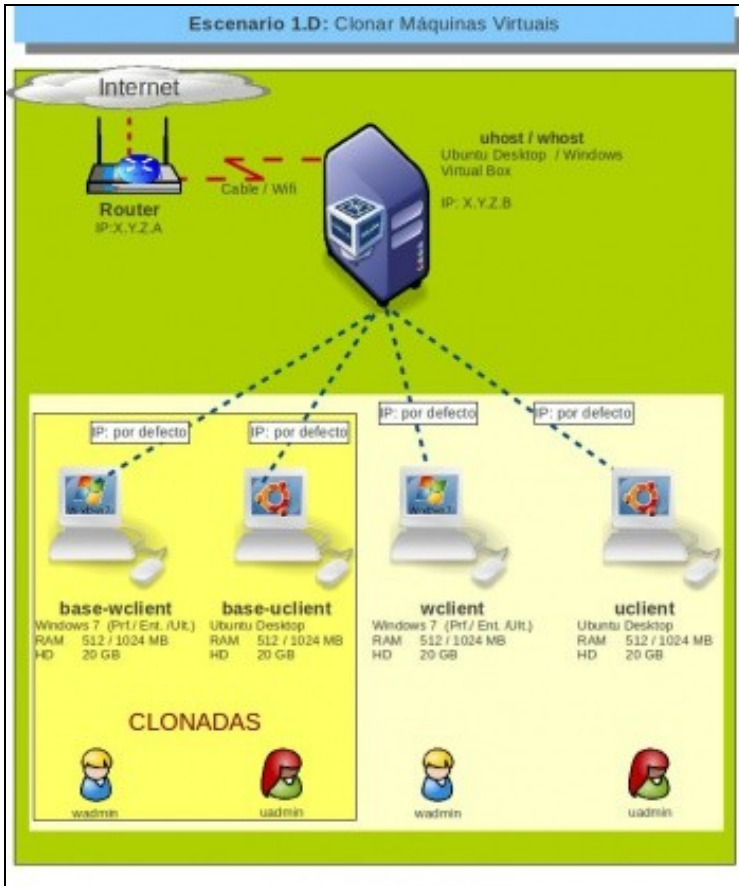 Escenario 1.D: Clonar Máquinas Virtuais
Internet
uhost / whost
Ubuntu Desktop / Windows
Virtual Box
IP: X.Y.Z.B
Cable / Wifi
Router
IP:X.Y.Z.A
IP: por defecto
IP: por defecto
IP: por defecto
IP: por defecto
base-wclient
Windows 7 (Prf./ Ent. /Ult.)
RAM 512 / 1024 MB
HD 20 GB
base-uclient
Ubuntu Desktop
RAM 512 / 1024 MB
HD 20 GB
wclient
Windows 7 (Prf./ Ent. /Ult.)
RAM 512 / 1024 MB
HD 20 GB
uclient
Ubuntu Desktop
RAM 512 / 1024 MB
HD 20 GB
CLONADAS
wadmin
uadmin
wadmin
uadmin